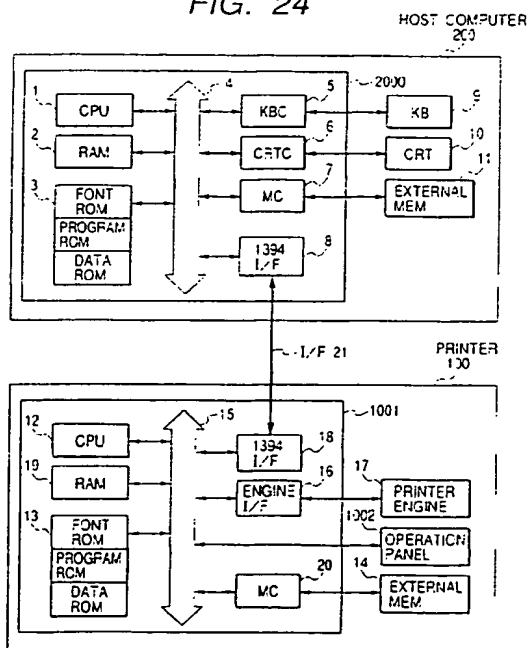 FIG. 24
HOST COMPUTER
200
2000
1
CPU
2
RAM
3
FONT
ROM
PROGRAM
ROM
DATA
ROM
4
5
KBC
6
CRTC
7
MC
8
1394
I/F
9
KB
10
CRT
11
EXTERNAL
MEM
I/F 21
PRINTER
100
1001
12
CPU
19
RAM
13
FONT
ROM
PROGRAM
ROM
DATA
ROM
15
1394
I/F
18
ENGINE
I/F
16
17
PRINTER
ENGINE
1002
OPERATION
PANEL
20
MC
14
EXTERNAL
MEM